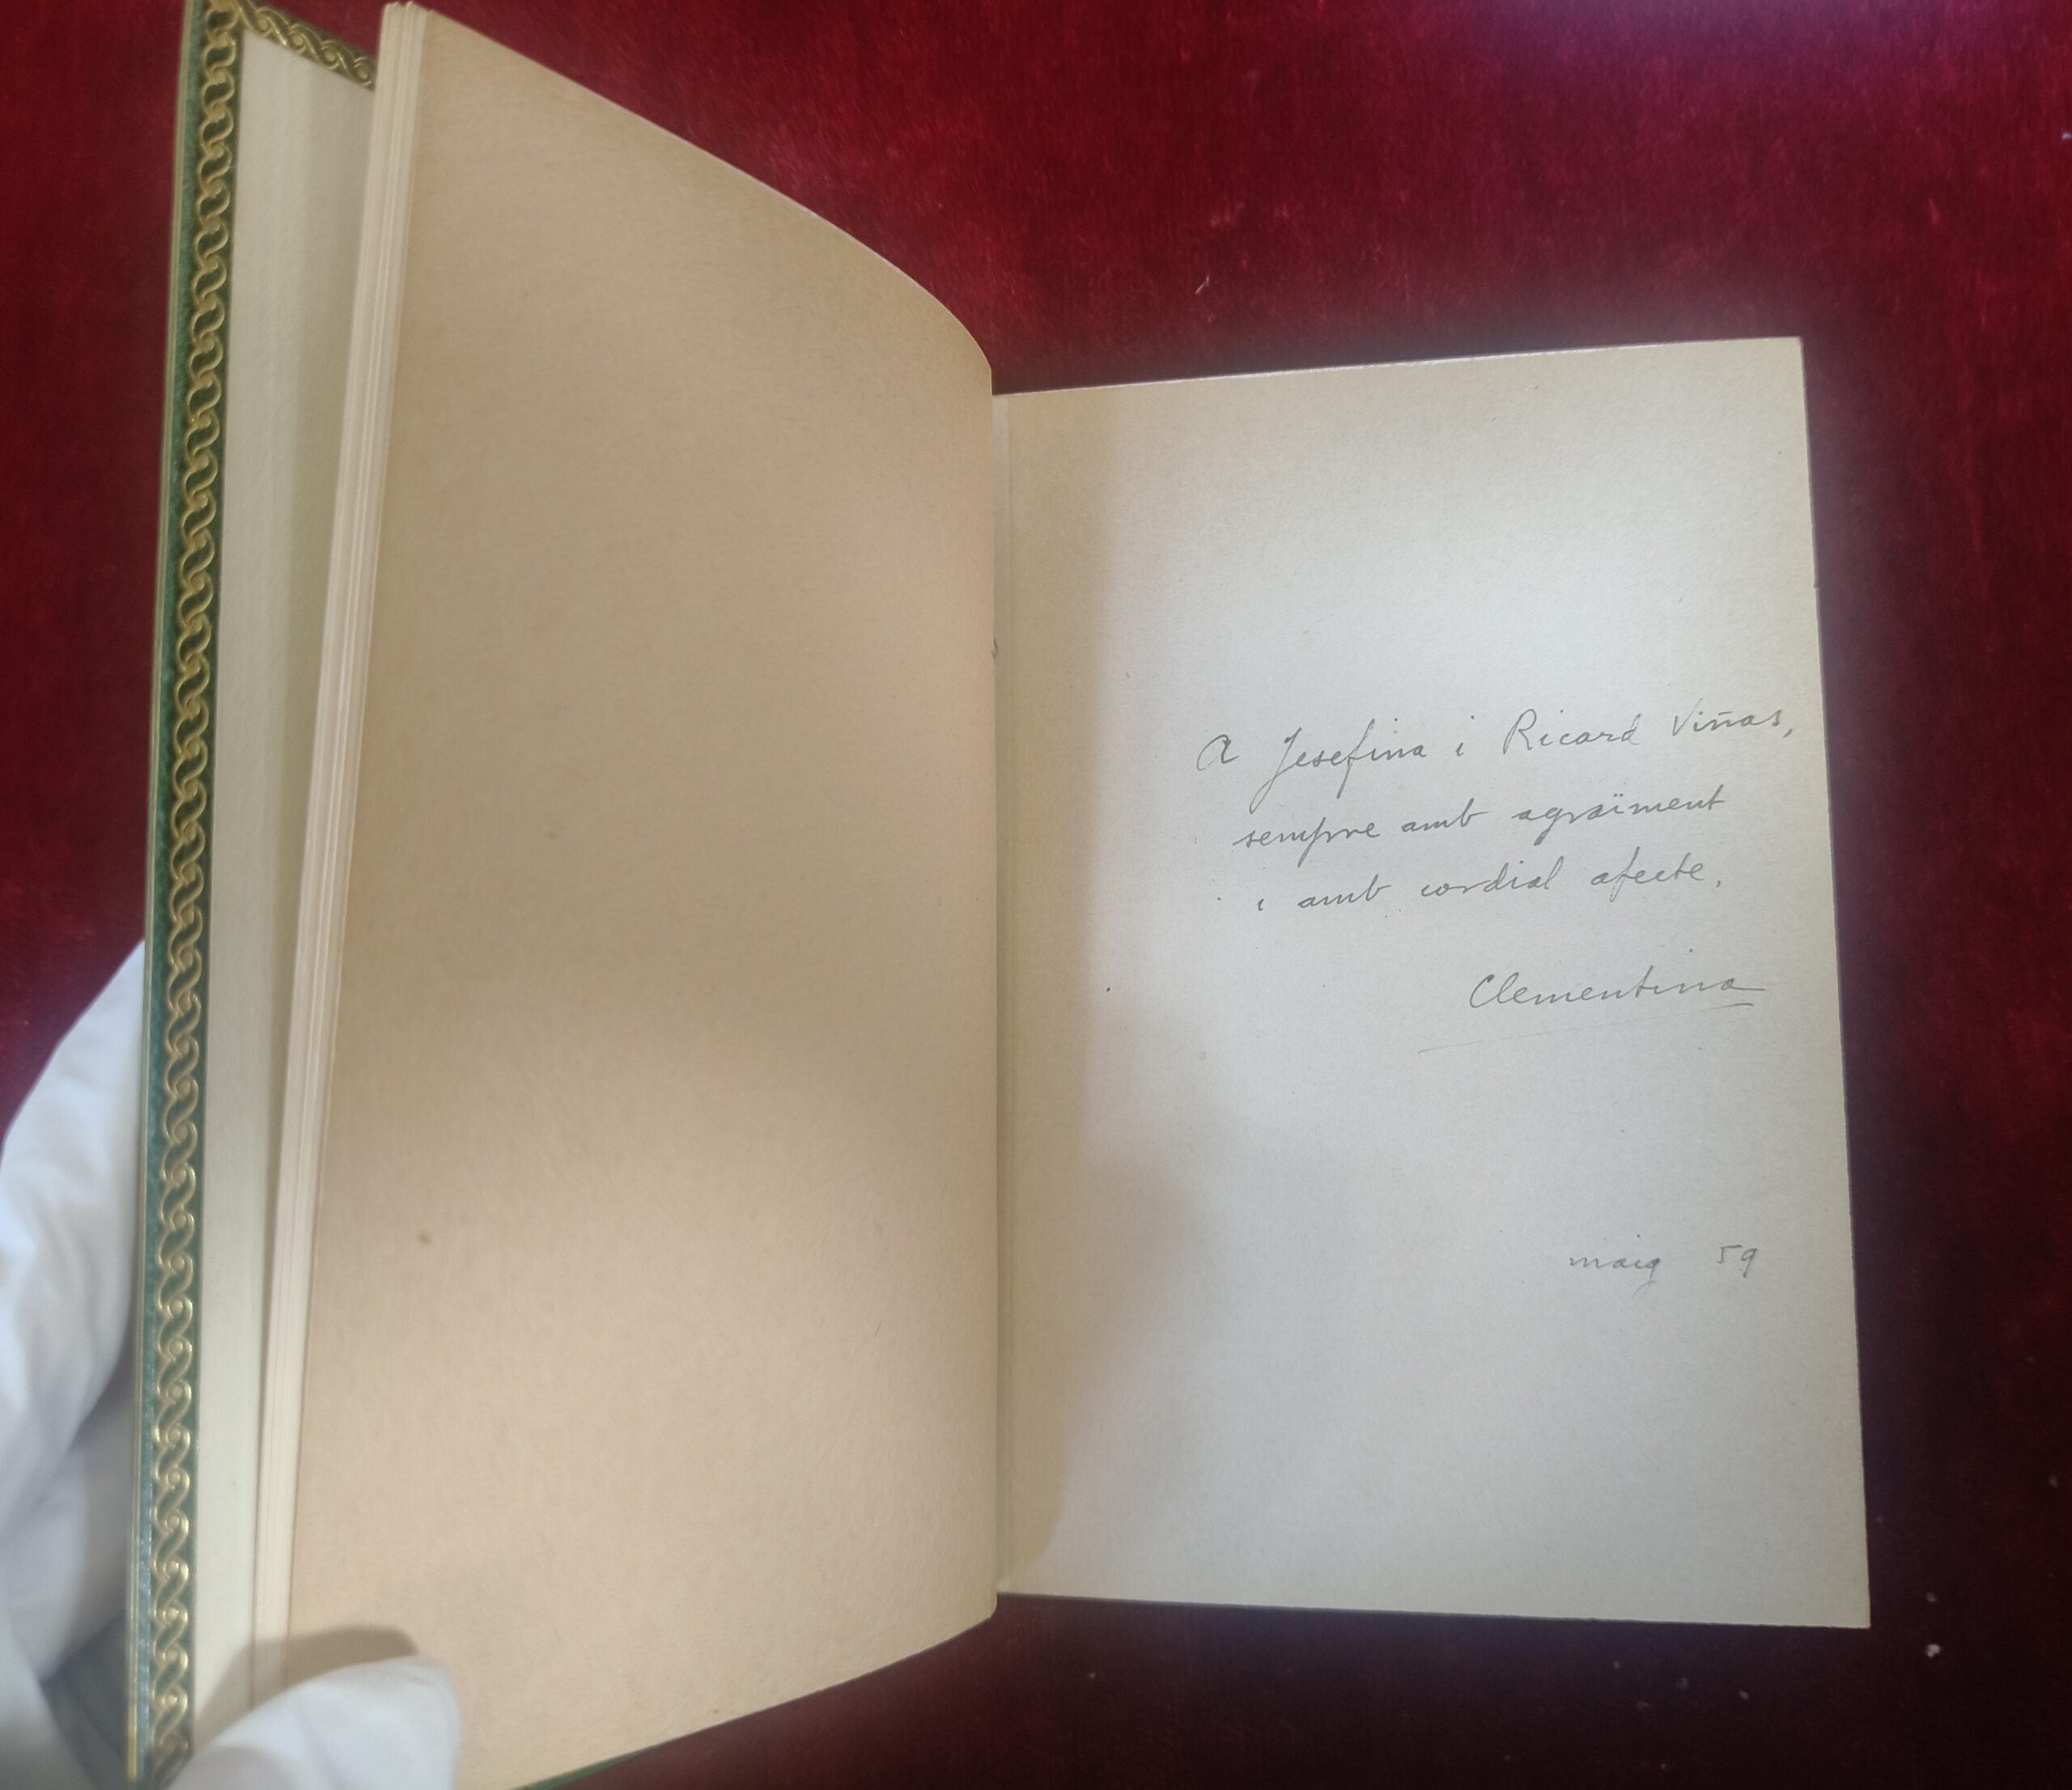 A Josefina i Ricard Viñas,
sempre amb agraïment
i amb cordial afecte.
Clementina
maig 59